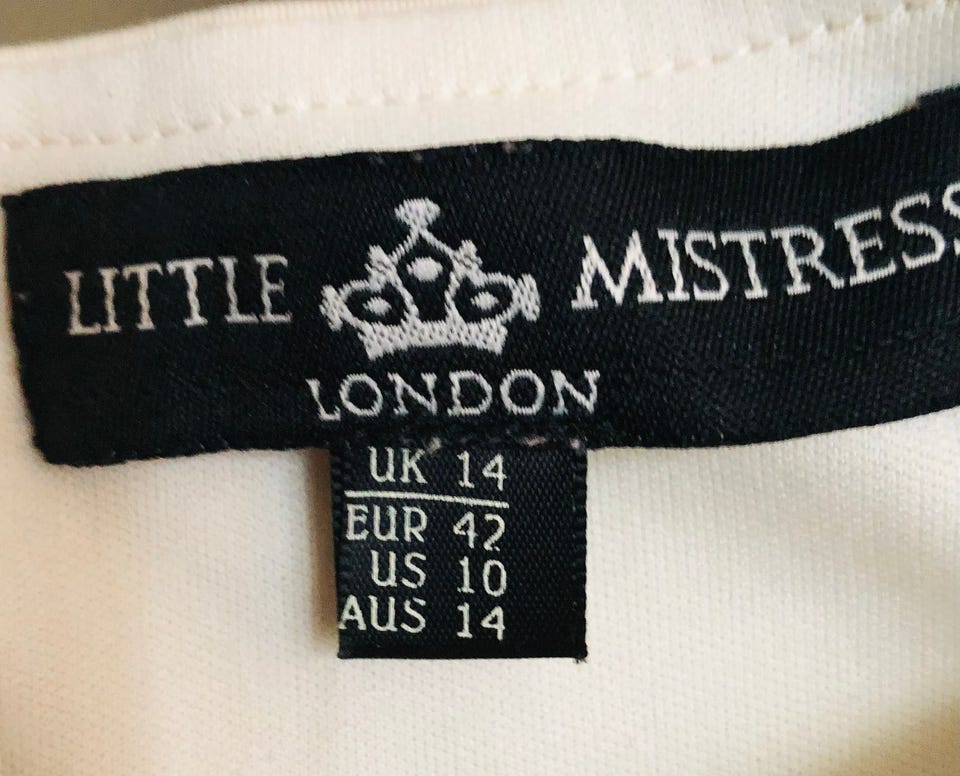 LITTLE MISTRESS
LONDON
UK 14
EUR 42
US 10
AUS 14